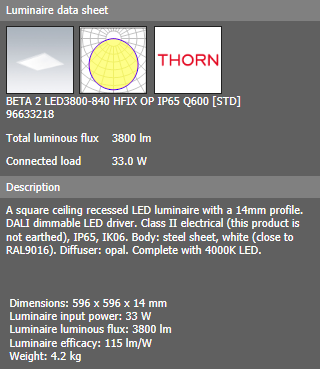 Luminaire data sheet
THORN
BETA 2 LED3800-840 HFIX OP IP65 Q600 [STD]
96633218
Total luminous flux 3800 lm
Connected load 33.0 W
Description
A square ceiling recessed LED luminaire with a 14mm profile.
DALI dimmable LED driver. Class II electrical (this product is
not earthed), IP65, IK06. Body: steel sheet, white (close to
RAL9016). Diffuser: opal. Complete with 4000K LED.
Dimensions: 596 x 596 x 14 mm
Luminaire input power: 33 W
Luminaire luminous flux: 3800 lm
Luminaire efficacy: 115 lm/W
Weight: 4.2 kg